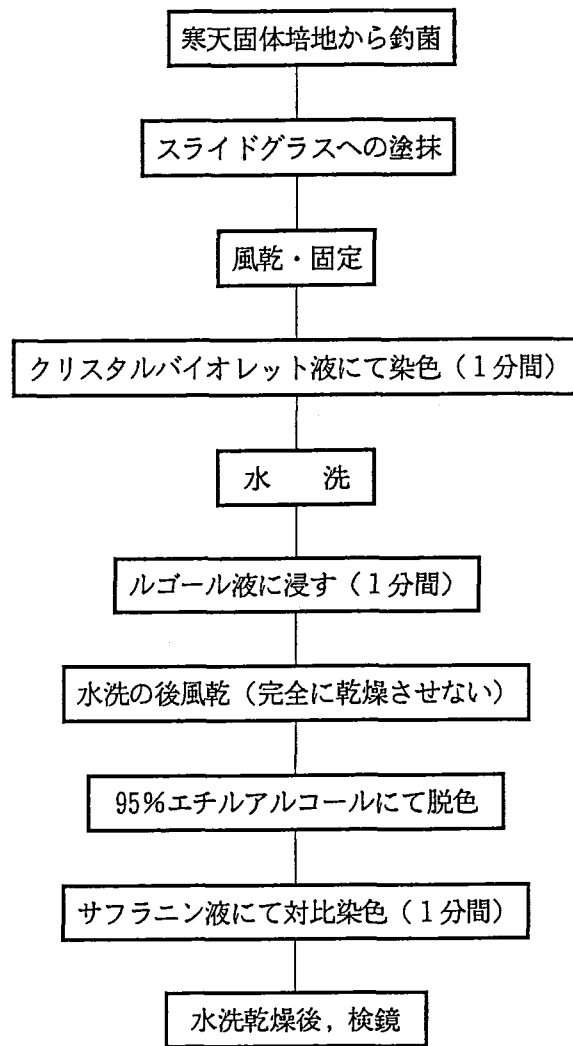 寒天固体培地から釣菌
スライドグラスへの塗抹
風乾・固定
クリスタルバイオレット液にて染色（1分間）
水　洗
ルゴール液に浸す（1分間）
水洗の後風乾（完全に乾燥させない）
95％エチルアルコールにて脱色
サフラニン液にて対比染色（1分間）
水洗乾燥後，検鏡